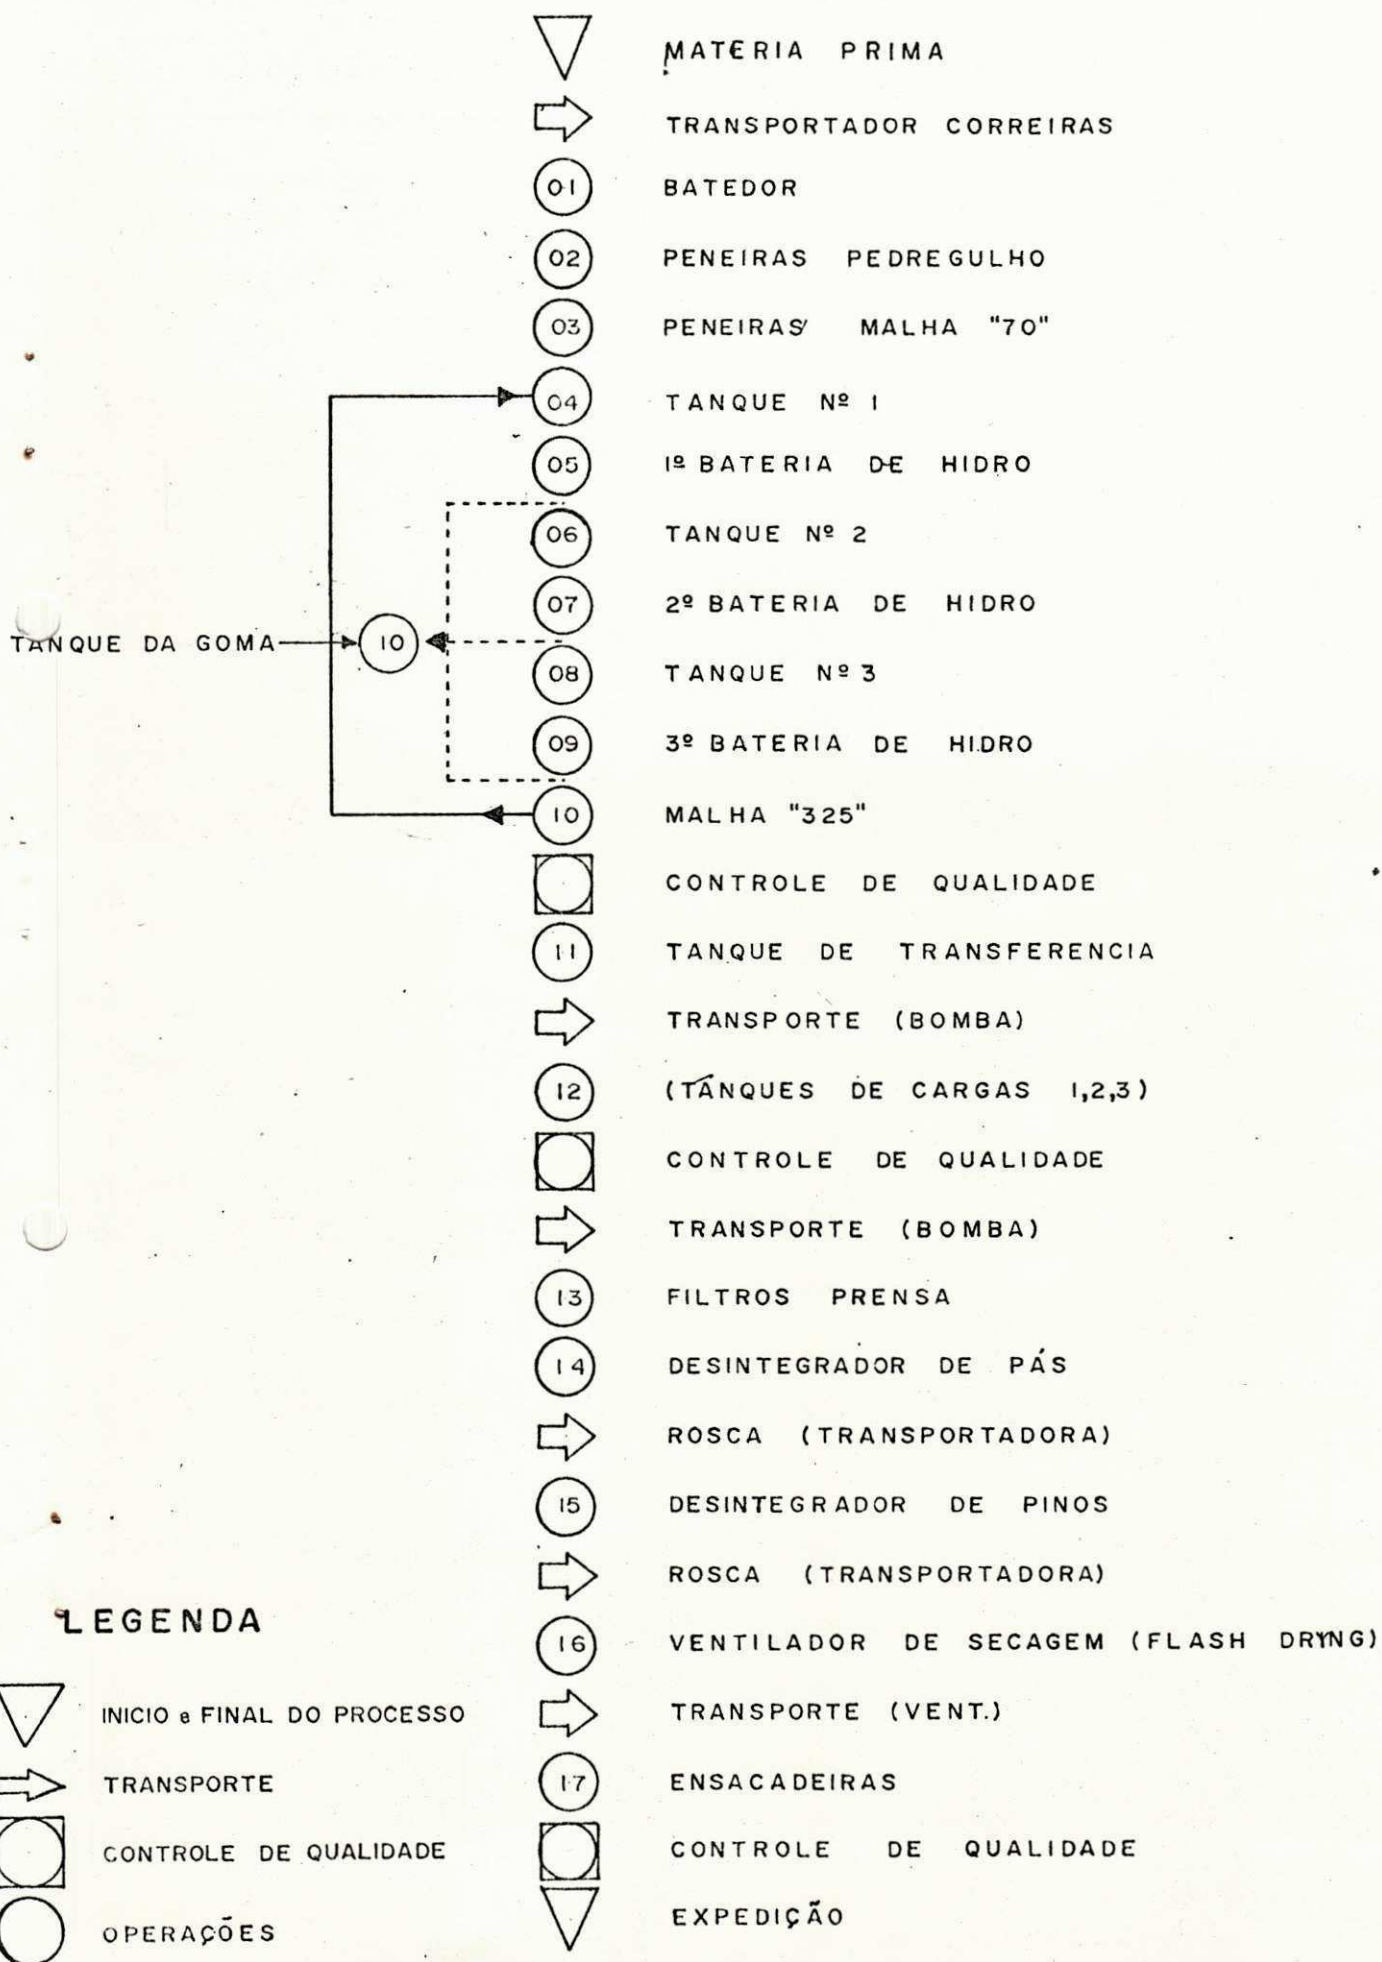 MATERIA PRIMA
TRANSPORTADOR CORREIRAS
01 BATEDOR
02 PENEIRAS PEDREGULHO
03 PENEIRAS MALHA "70"
04 TANQUE Nº 1
05 1º BATERIA DE HIDRO
06 TANQUE Nº 2
07 2º BATERIA DE HIDRO
TANQUE DA GOMA 10
08 TANQUE Nº 3
09 3º BATERIA DE HIDRO
10 MALHA "325"
CONTROLE DE QUALIDADE
11 TANQUE DE TRANSFERENCIA
TRANSPORTE (BOMBA)
12 (TANQUES DE CARGAS 1,2,3)
CONTROLE DE QUALIDADE
TRANSPORTE (BOMBA)
13 FILTROS PRENSA
14 DESINTEGRADOR DE PÁS
ROSCA (TRANSPORTADORA)
15 DESINTEGRADOR DE PINOS
ROSCA (TRANSPORTADORA)
16 VENTILADOR DE SECAGEM (FLASH DRYNG)
TRANSPORTE (VENT.)
17 ENSACADEIRAS
CONTROLE DE QUALIDADE
EXPEDIÇÃO
LEGENDA
INICIO e FINAL DO PROCESSO
TRANSPORTE
CONTROLE DE QUALIDADE
OPERAÇÕES